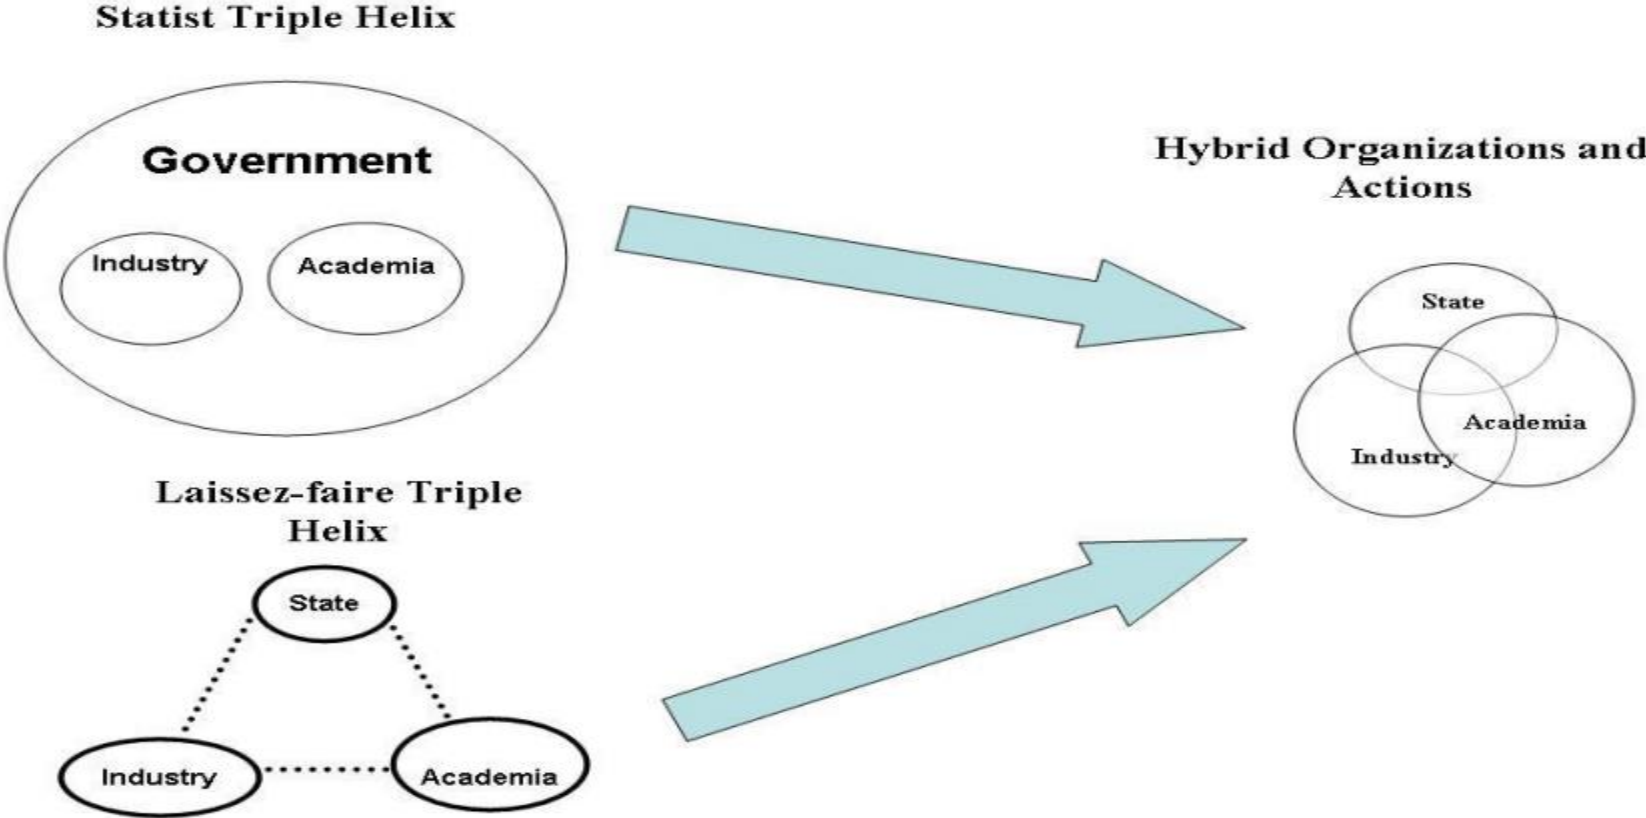 Statist Triple Helix
Government
Industry
Academia
Laissez-faire Triple
Helix
State
Industry
Academia
Hybrid Organizations and
Actions
State
Academia
Industry